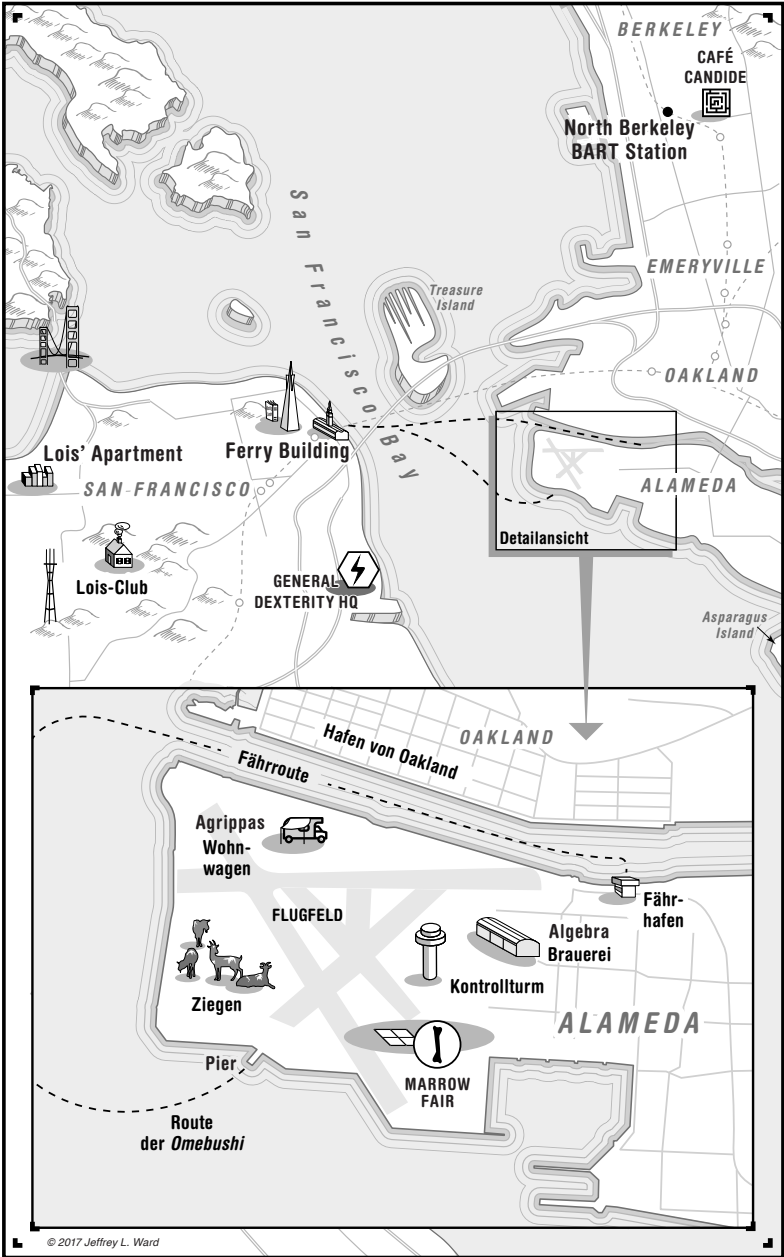 BERKELEY
CAFÉ
CANDIDE
North Berkeley
BART Station
San Francisco Bay
EMERYVILLE
Treasure
Island
OAKLAND
Lois’ Apartment
Ferry Building
SAN FRANCISCO
ALAMEDA
Detailansicht
Lois-Club
GENERAL
DEXTERITY HQ
Asparagus
Island
OAKLAND
Hafen von Oakland
Fährroute
Agrippas
Wohn-
wagen
FLUGFELD
Fähr-
hafen
Algebra
Brauerei
Kontrollturm
Ziegen
ALAMEDA
Pier
MARROW
FAIR
Route
der Omebushi
© 2017 Jeffrey L. Ward